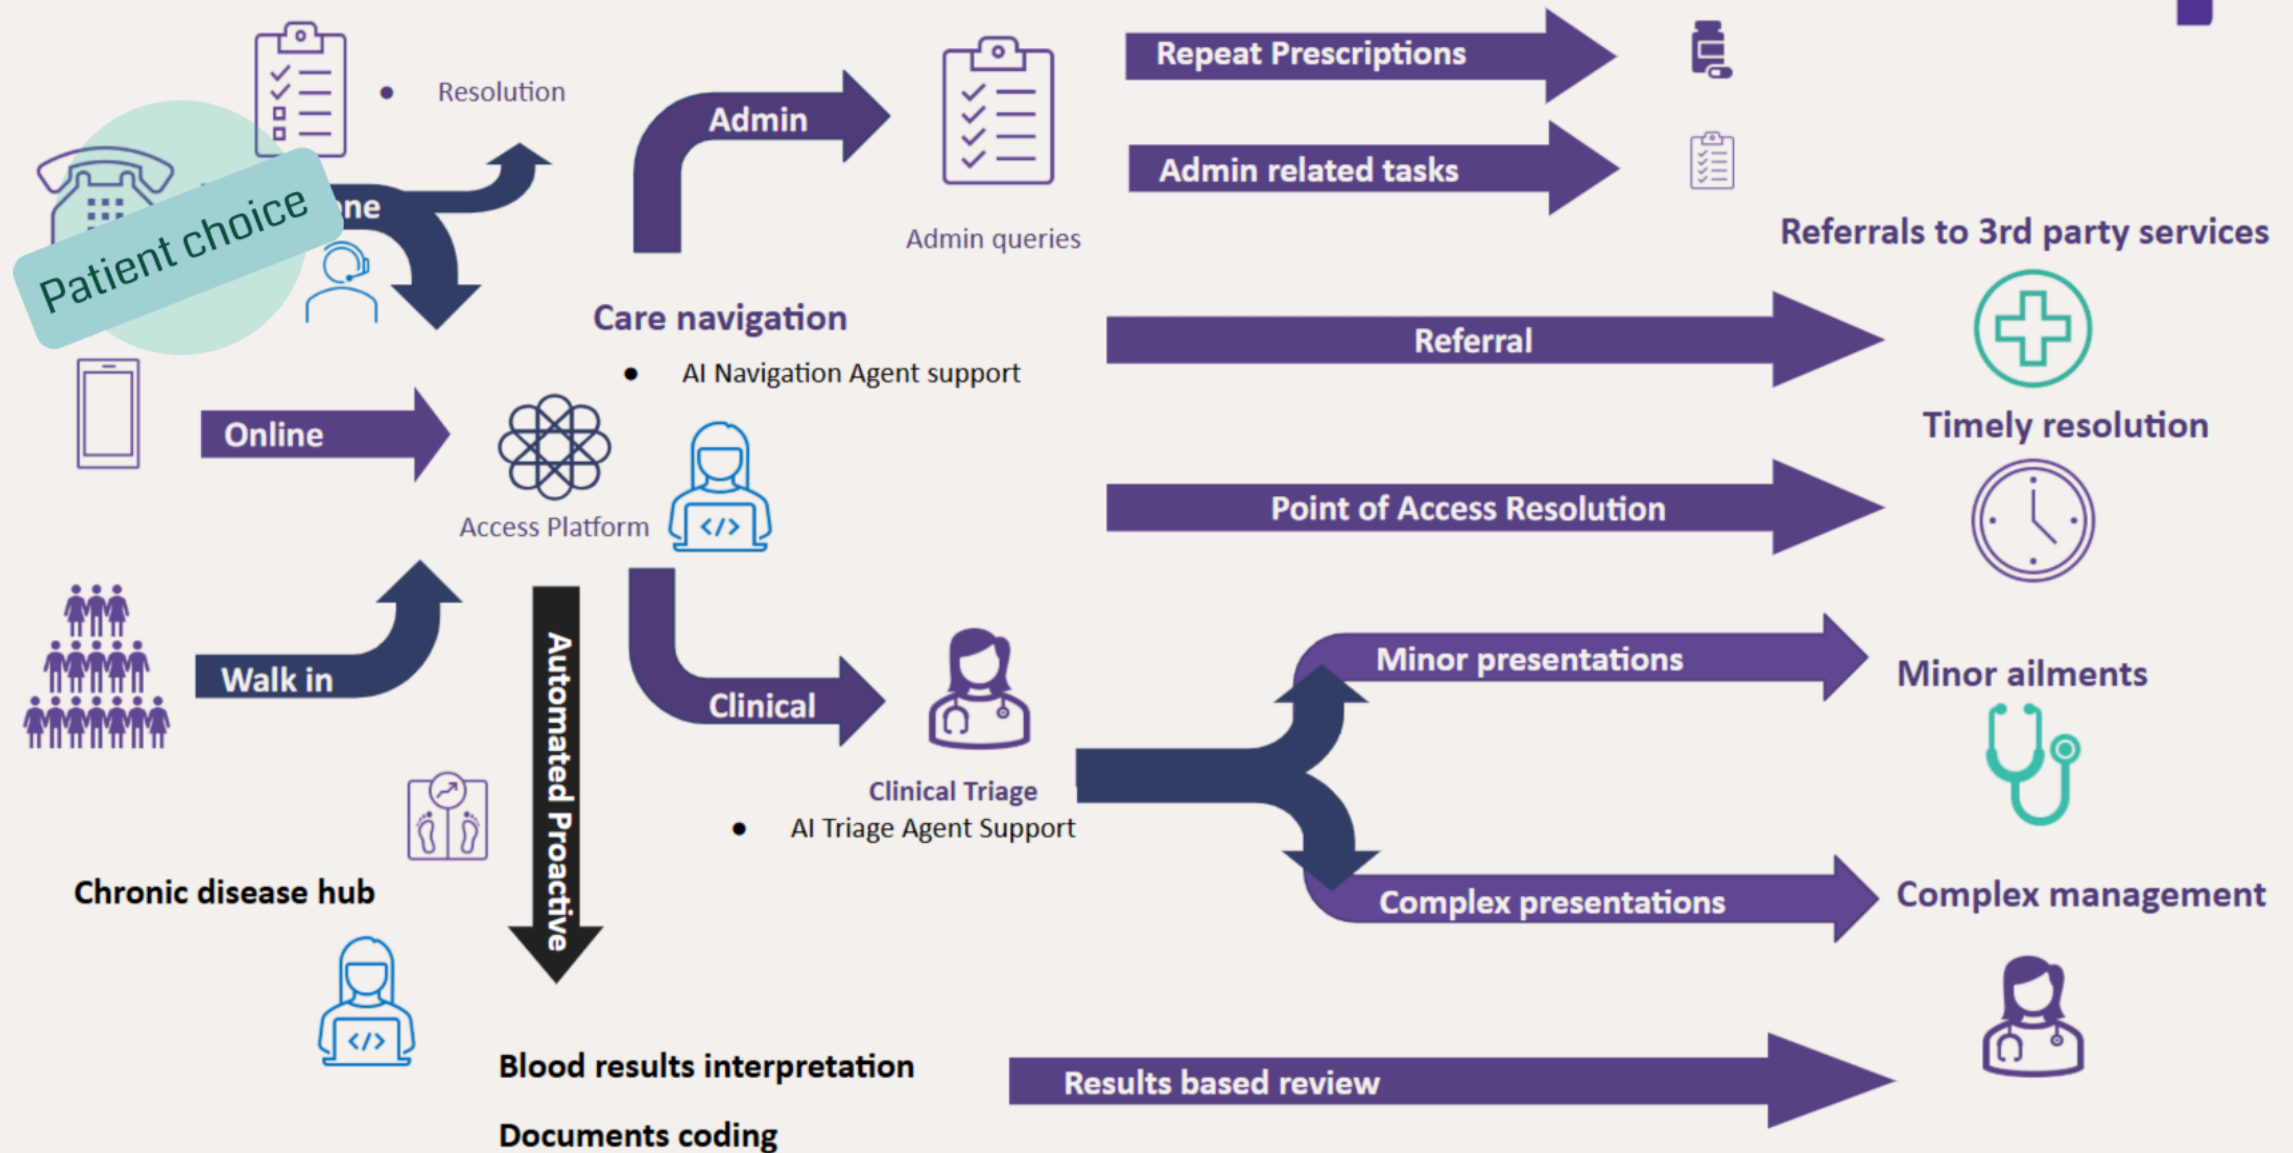 Resolution
Patient choice
Online
Walk in
Access Platform
Care navigation
AI Navigation Agent support
Admin
Admin queries
Repeat Prescriptions
Admin related tasks
Referral
Referrals to 3rd party services
Point of Access Resolution
Timely resolution
Clinical
Clinical Triage
AI Triage Agent Support
Minor presentations
Minor ailments
Complex presentations
Complex management
Automated Proactive
Chronic disease hub
Blood results interpretation
Documents coding
Results based review